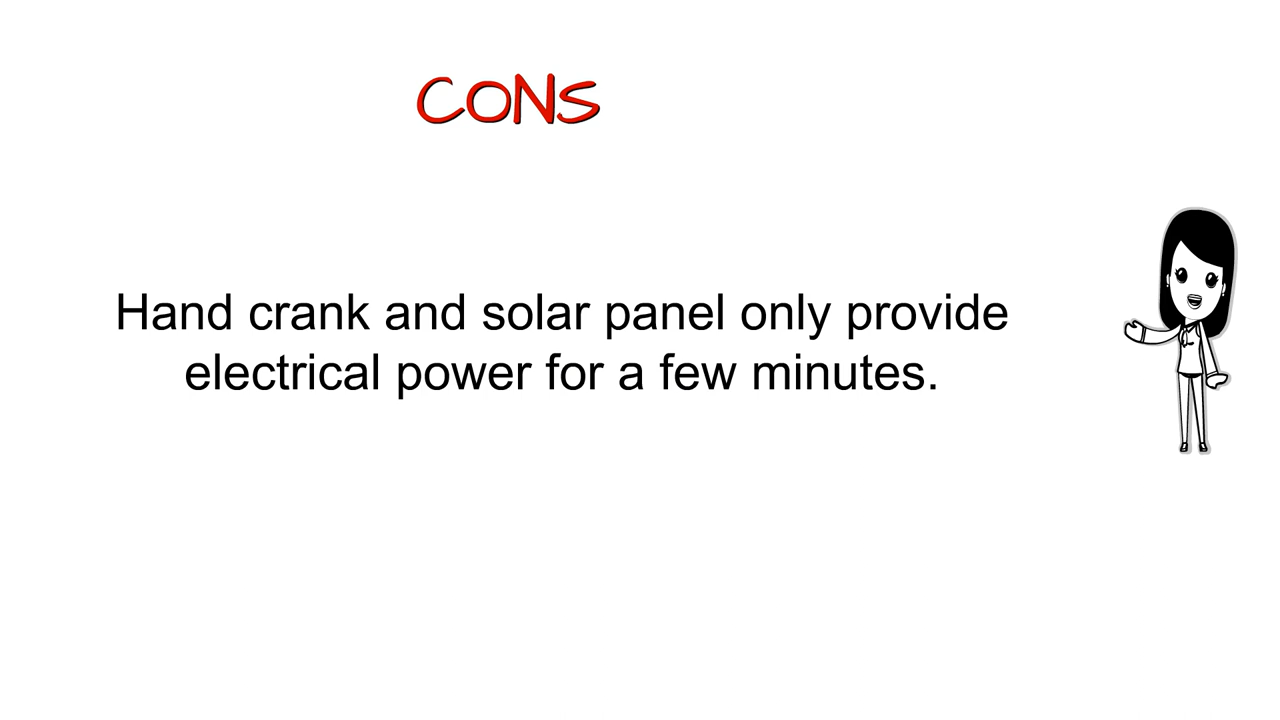 CONS
Hand crank and solar panel only provide
electrical power for a few minutes.